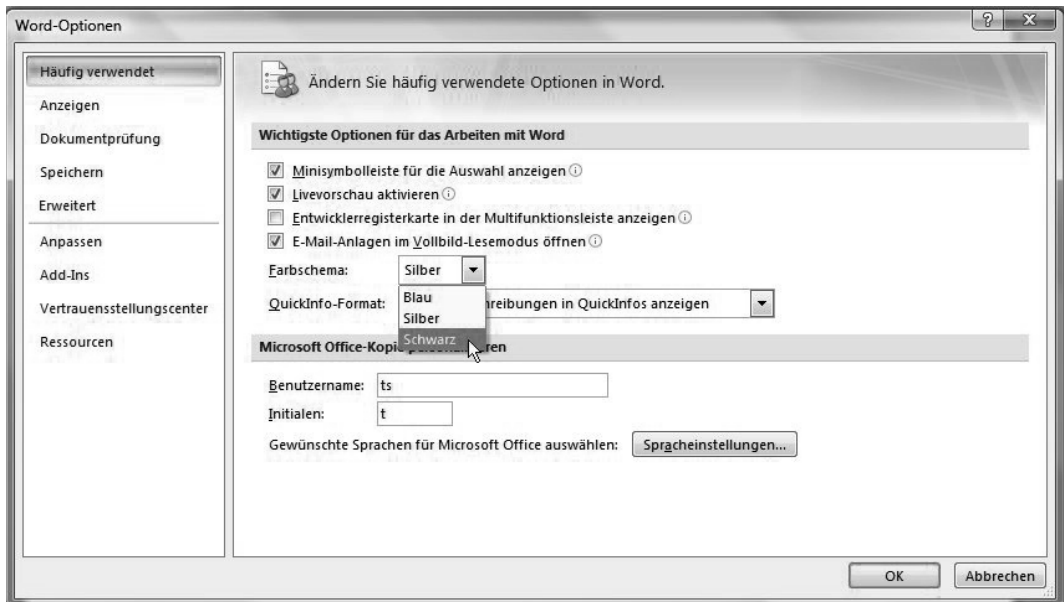 Word-Optionen
Häufig verwendet
Anzeigen
Dokumentprüfung
Speichern
Erweitert
Anpassen
Add-Ins
Vertrauensstellungscenter
Ressourcen
Ändern Sie häufig verwendete Optionen in Word.
Wichtigste Optionen für das Arbeiten mit Word
Minisymbolleiste für die Auswahl anzeigen
Livevorschau aktivieren
Entwicklerregisterkarte in der Multifunktionsleiste anzeigen
E-Mail-Anlagen im Vollbild-Lesemodus öffnen
Farbschema: Silber
Blau
Silber
Schwarz
QuickInfo-Format: in QuickInfos anzeigen
Microsoft Office-Kopie
Benutzername: ts
Initialen: t
Gewünschte Sprachen für Microsoft Office auswählen: Spracheinstellungen...
OK Abbrechen